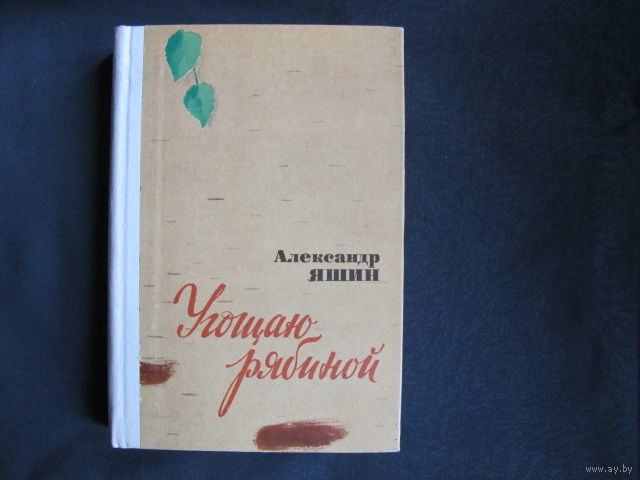 Александр
ЯШИН
Угощаю
рябиной
© www.ay.by